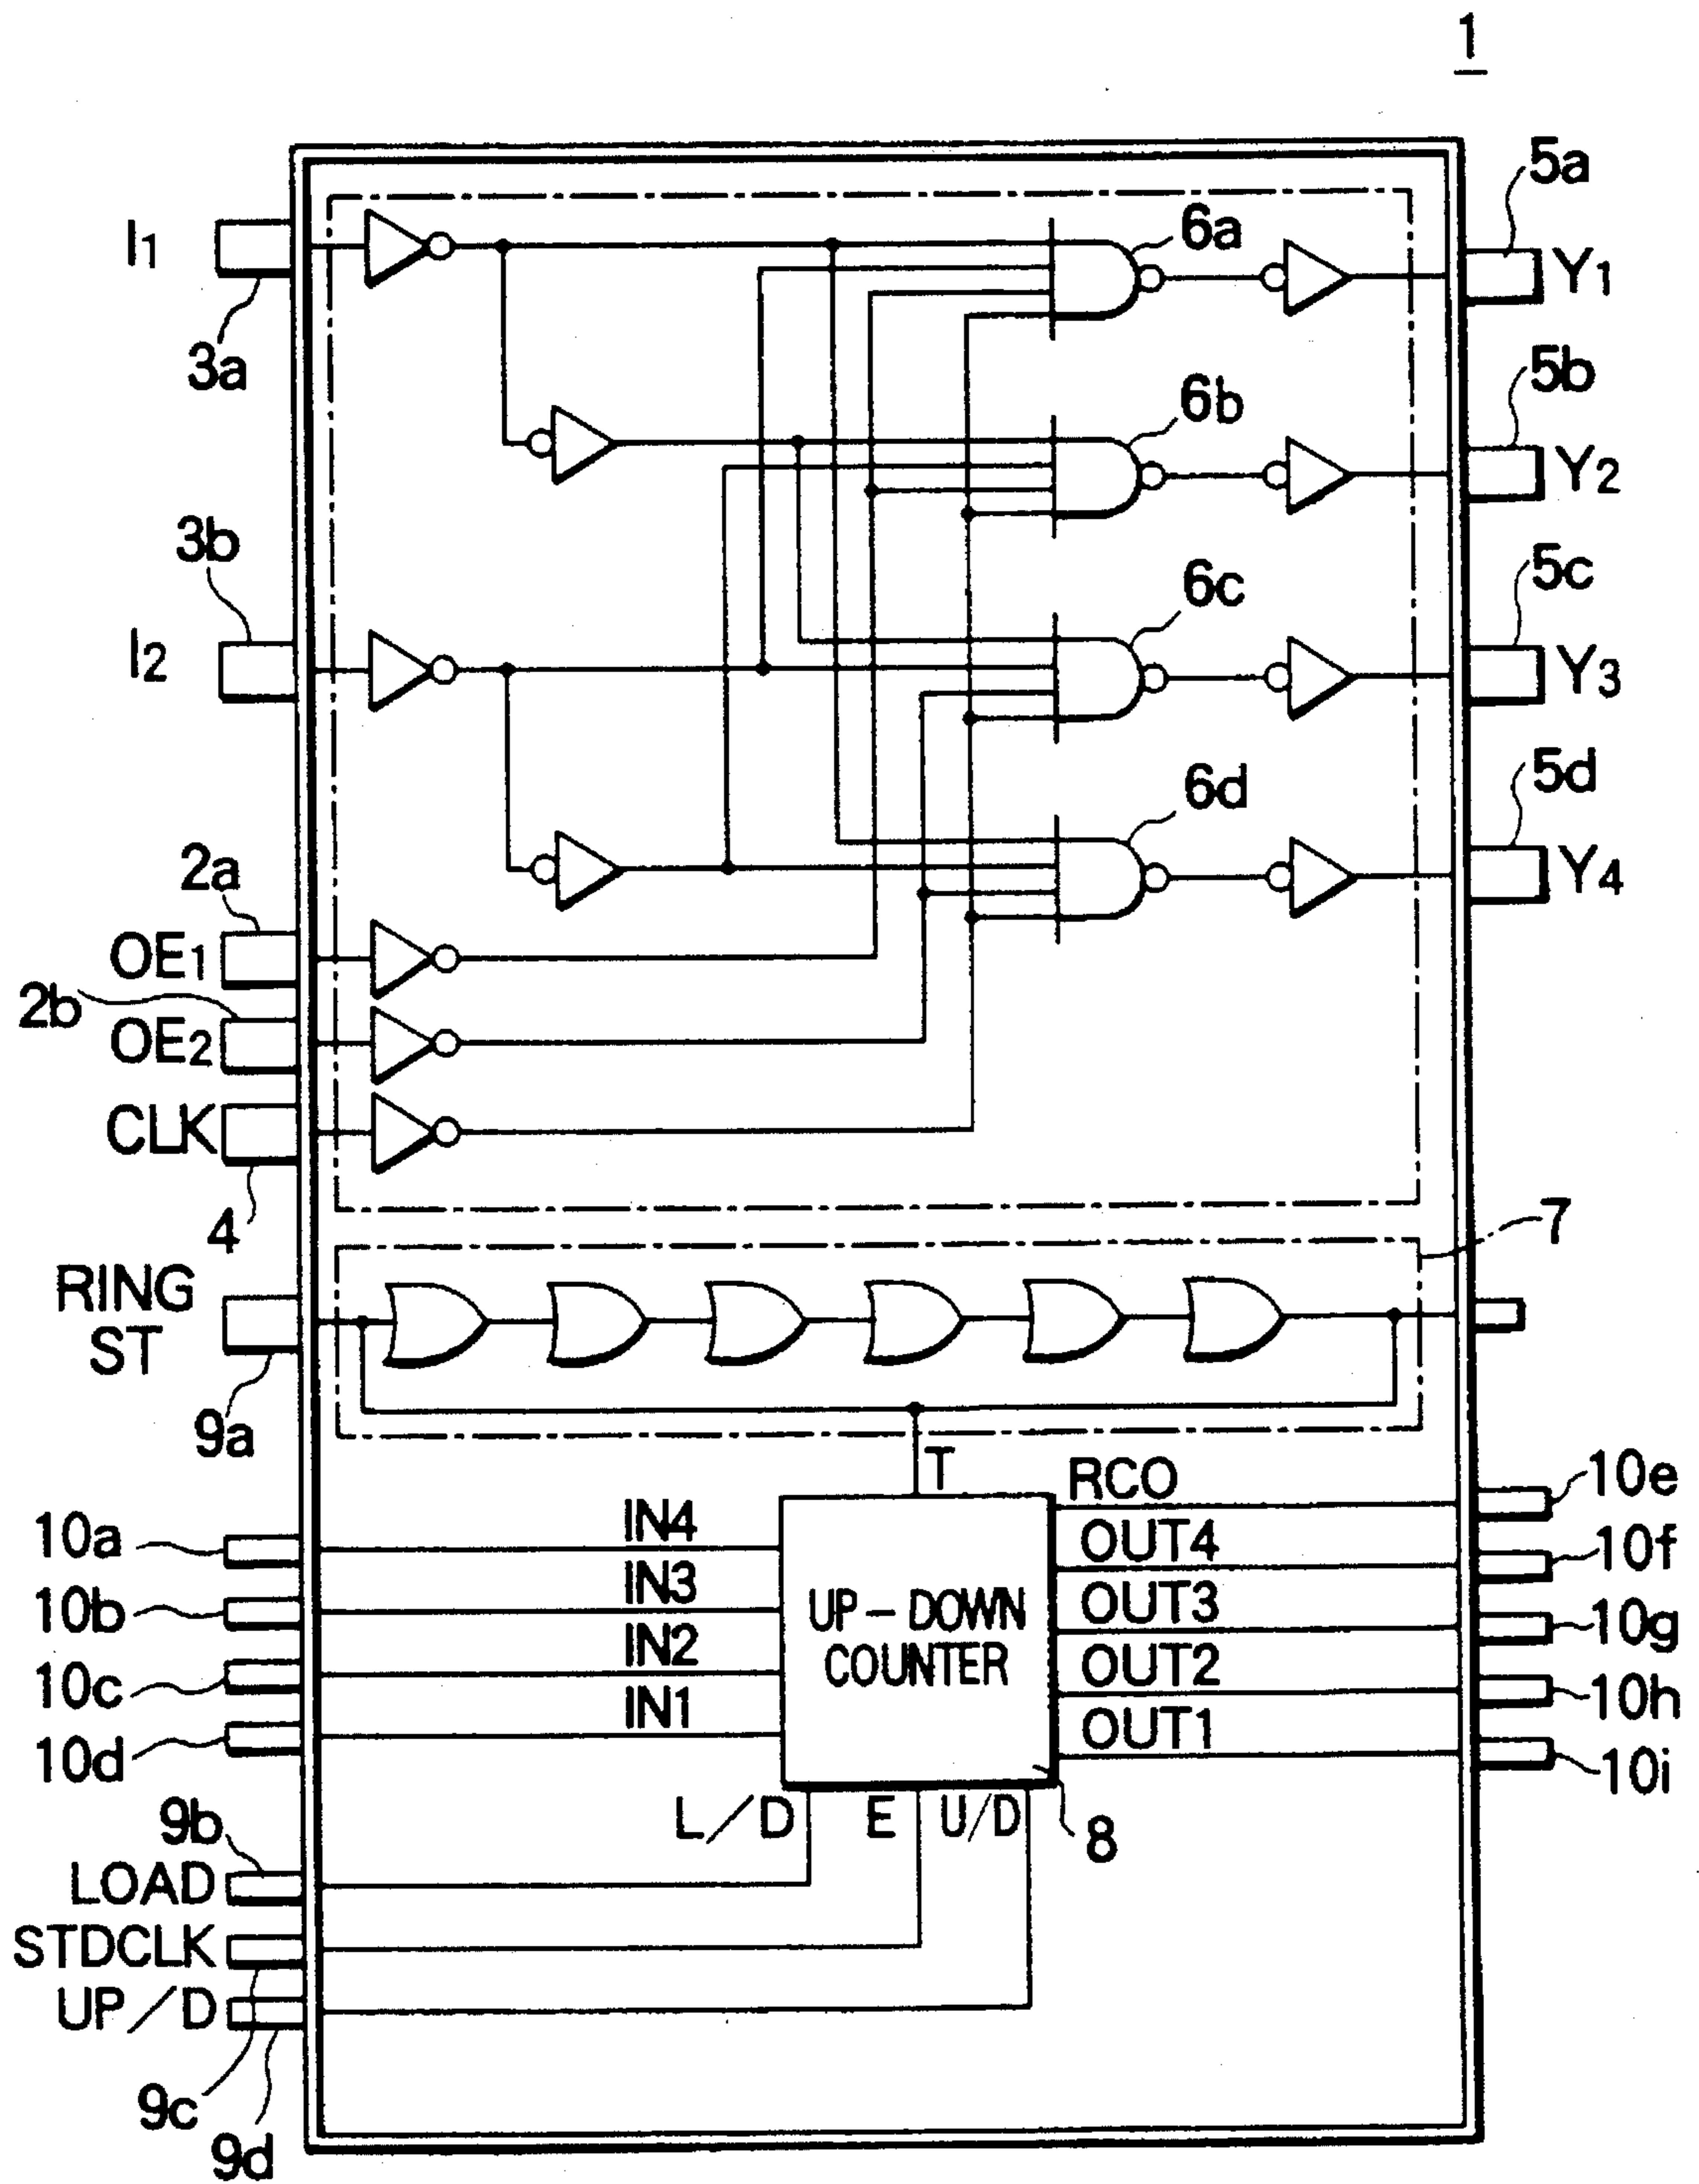 1
I1
3a
6a
5a
Y1
6b
5b
Y2
3b
I2
6c
5c
Y3
6d
5d
Y4
2a
OE1
2b
OE2
CLK
4
7
RING
ST
9a
T
RCO
10e
10a
IN4
OUT4
10f
10b
IN3
OUT3
10g
10c
IN2
OUT2
10h
10d
IN1
OUT1
10i
UP-DOWN
COUNTER
L/D
E
U/D
8
9b
LOAD
STDCLK
UP/D
9c
9d